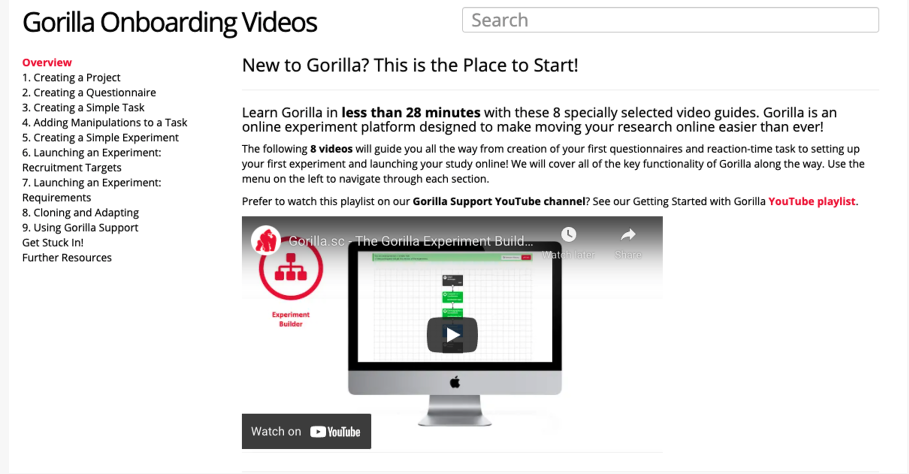 Gorilla Onboarding Videos
Search
Overview
1. Creating a Project
2. Creating a Questionnaire
3. Creating a Simple Task
4. Adding Manipulations to a Task
5. Creating a Simple Experiment
6. Launching an Experiment:
Recruitment Targets
7. Launching an Experiment:
Requirements
8. Cloning and Adapting
9. Using Gorilla Support
Get Stuck In!
Further Resources
New to Gorilla? This is the Place to Start!
Learn Gorilla in less than 28 minutes with these 8 specially selected video guides. Gorilla is an
online experiment platform designed to make moving your research online easier than ever!
The following 8 videos will guide you all the way from creation of your first questionnaires and reaction-time task to setting up
your first experiment and launching your study online! We will cover all of the key functionality of Gorilla along the way. Use the
menu on the left to navigate through each section.
Prefer to watch this playlist on our Gorilla Support YouTube channel? See our Getting Started with Gorilla YouTube playlist.
Gorilla.sc - The Gorilla Experiment Build...
Watch later
Share
Experiment
Builder
Watch on YouTube